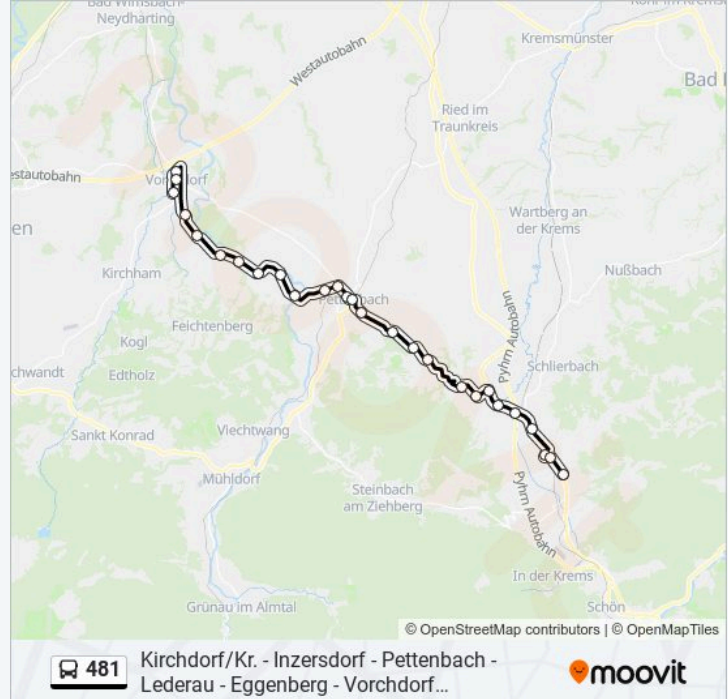 Bad Wimsbach-
Neydharting
Kremsmünster
Westautobahn
Bad
Ried im
Traunkreis
estautobahn
Vorchdorf
Wartberg an
der Krems
en
Nußbach
Kirchham
Pettenbach
Pyhrn Autobahn
Feichtenberg
Kogl
Schlierbach
chwandt
Edtholz
Sankt Konrad
Viechtwang
Mühldorf
Steinbach
am Ziehberg
Pyhrn Autobahn
In der Krems
Grünau im Almtal
Schön
© OpenStreetMap contributors | © OpenMapTiles
481
Kirchdorf/Kr. - Inzersdorf - Pettenbach -
Lederau - Eggenberg - Vorchdorf...
moovit